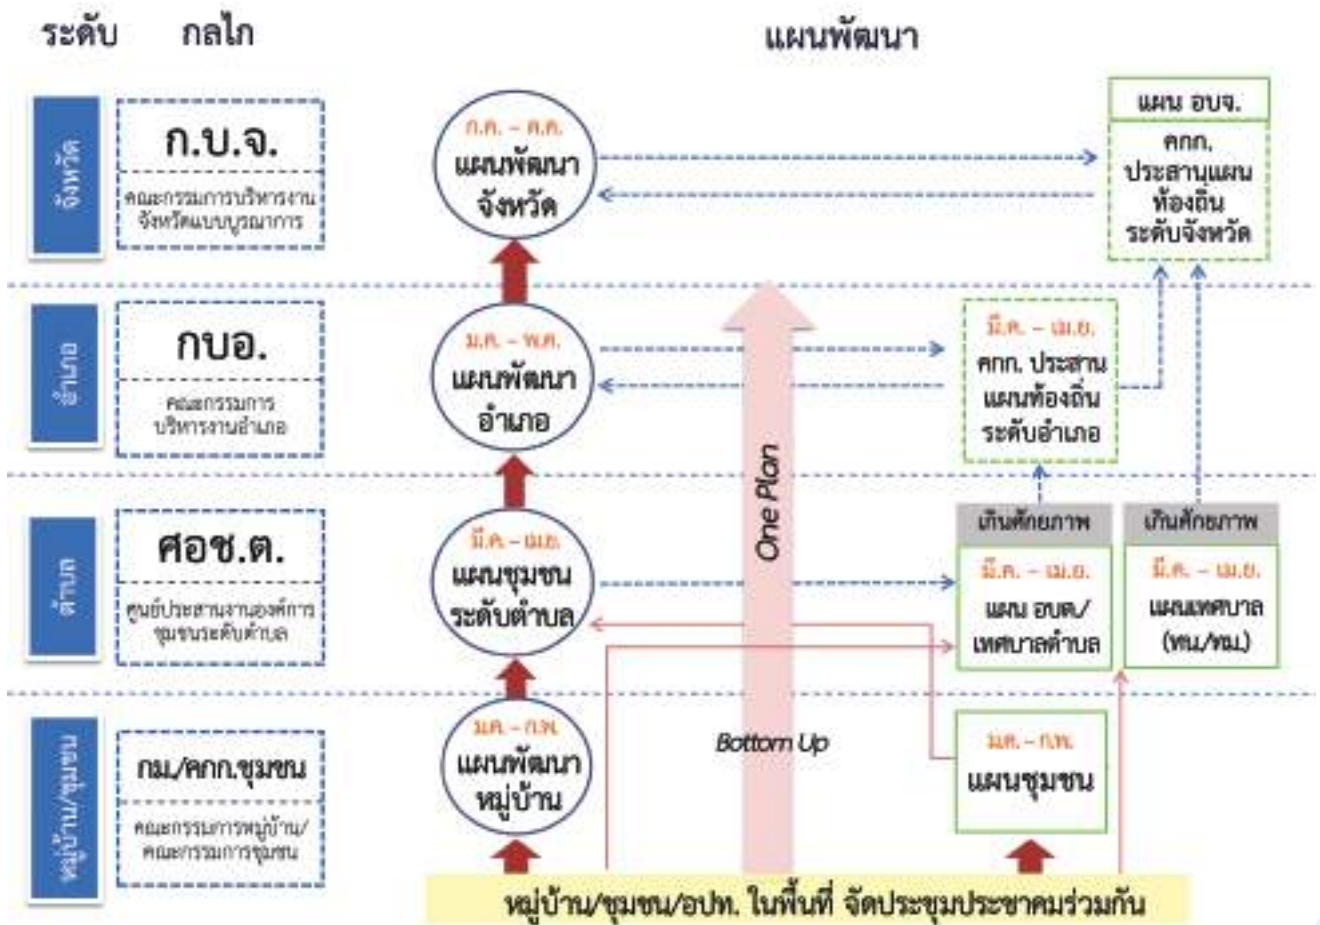 ระดับ กลไก แผนพัฒนา
จังหวัด
ก.บ.จ.
คณะกรรมการบริหารงาน
จังหวัดแบบบูรณาการ
ก.ค. – ต.ค.
แผนพัฒนา
จังหวัด
แผน อบจ.
คกก.
ประสานแผน
ท้องถิ่น
ระดับจังหวัด
อำเภอ
กบอ.
คณะกรรมการ
บริหารงานอำเภอ
ม.ค. – พ.ค.
แผนพัฒนา
อำเภอ
มี.ค. – เม.ย.
คกก. ประสาน
แผนท้องถิ่น
ระดับอำเภอ
One Plan
ตำบล
ศอช.ต.
ศูนย์ประสานงานองค์การ
ชุมชนระดับตำบล
มี.ค. – เม.ย.
แผนชุมชน
ระดับตำบล
เกินศักยภาพ
มี.ค. – เม.ย.
แผน อบต./
เทศบาลตำบล
เกินศักยภาพ
มี.ค. – เม.ย.
แผนเทศบาล
(ทน./ทม.)
หมู่บ้าน/ชุมชน
กม./คกก.ชุมชน
คณะกรรมการหมู่บ้าน/
คณะกรรมการชุมชน
ม.ค. – ก.พ.
แผนพัฒนา
หมู่บ้าน
Bottom Up
ม.ค. – ก.พ.
แผนชุมชน
หมู่บ้าน/ชุมชน/อปท. ในพื้นที่ จัดประชุมประชาคมร่วมกัน